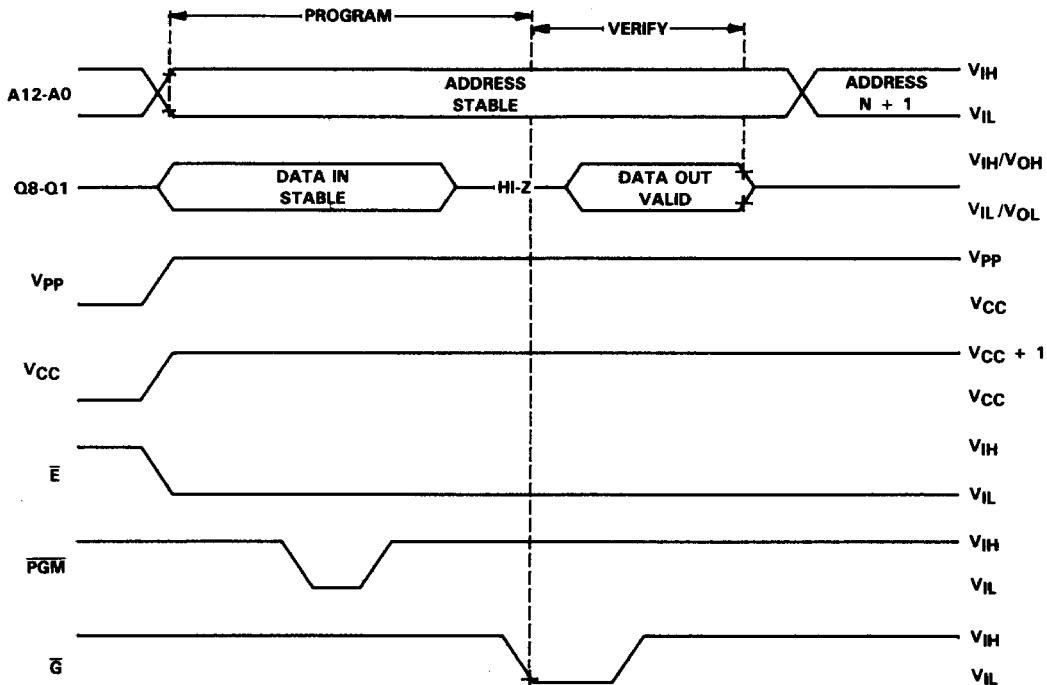 PROGRAM
VERIFY
A12-A0
ADDRESS
STABLE
ADDRESS
N + 1
VIH
VIL
Q8-Q1
DATA IN
STABLE
HI-Z
DATA OUT
VALID
VIH/VOH
VIL/VOL
VPP
VPP
VCC
VCC
VCC + 1
VCC
E
VIH
VIL
PGM
VIH
VIL
G
VIH
VIL